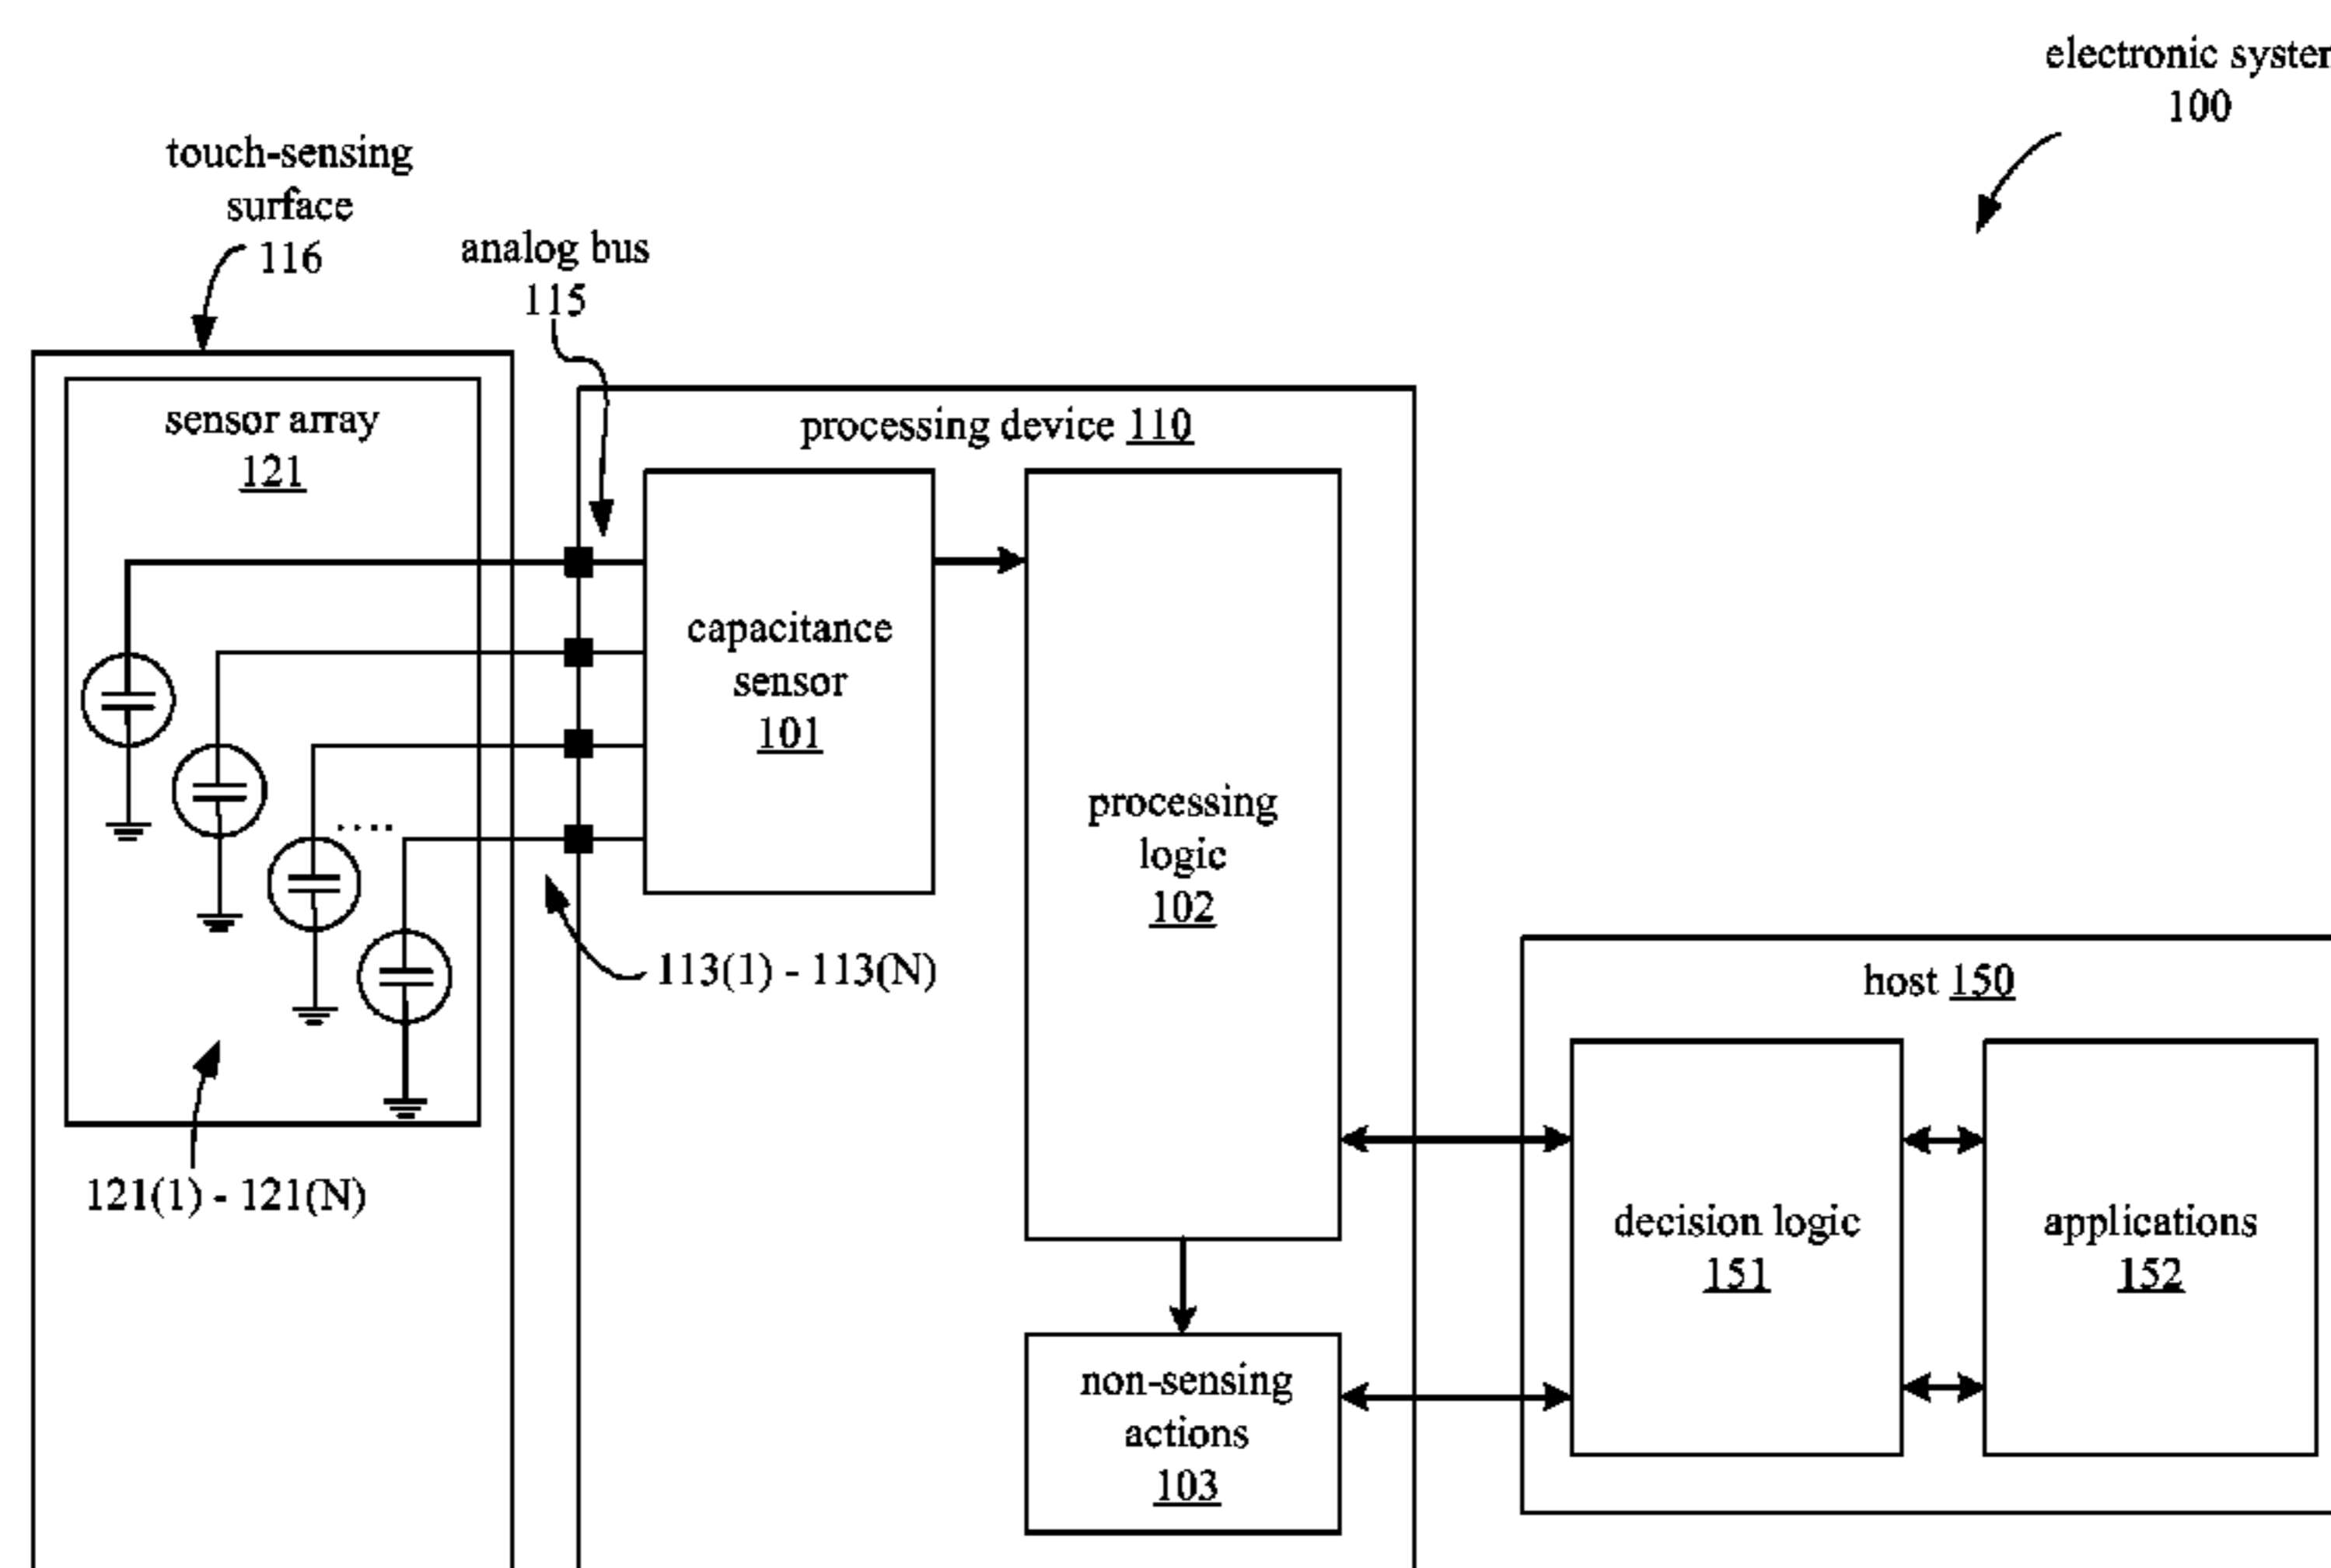 electronic syste
100
touch-sensing
surface
116
analog bus
115
sensor array
121
processing device 110
capacitance
sensor
101
processing
logic
102
113(1) - 113(N)
121(1) - 121(N)
host 150
decision logic
151
applications
152
non-sensing
actions
103